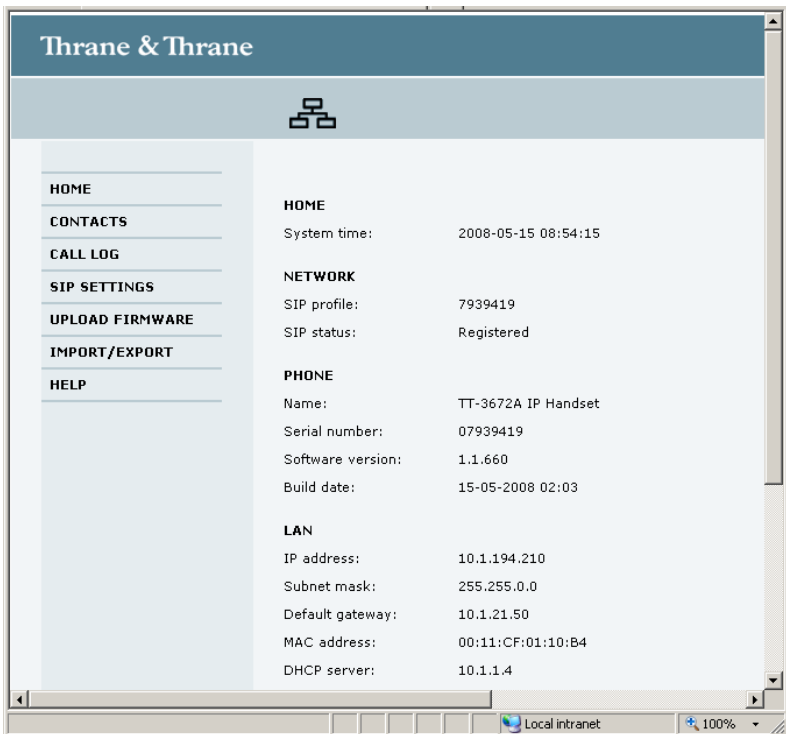 Thrane & Thrane
HOME
CONTACTS
CALL LOG
SIP SETTINGS
UPLOAD FIRMWARE
IMPORT/EXPORT
HELP
HOME
System time: 2008-05-15 08:54:15
NETWORK
SIP profile: 7939419
SIP status: Registered
PHONE
Name: TT-3672A IP Handset
Serial number: 07939419
Software version: 1.1.660
Build date: 15-05-2008 02:03
LAN
IP address: 10.1.194.210
Subnet mask: 255.255.0.0
Default gateway: 10.1.21.50
MAC address: 00:11:CF:01:10:B4
DHCP server: 10.1.1.4
Local intranet 100%